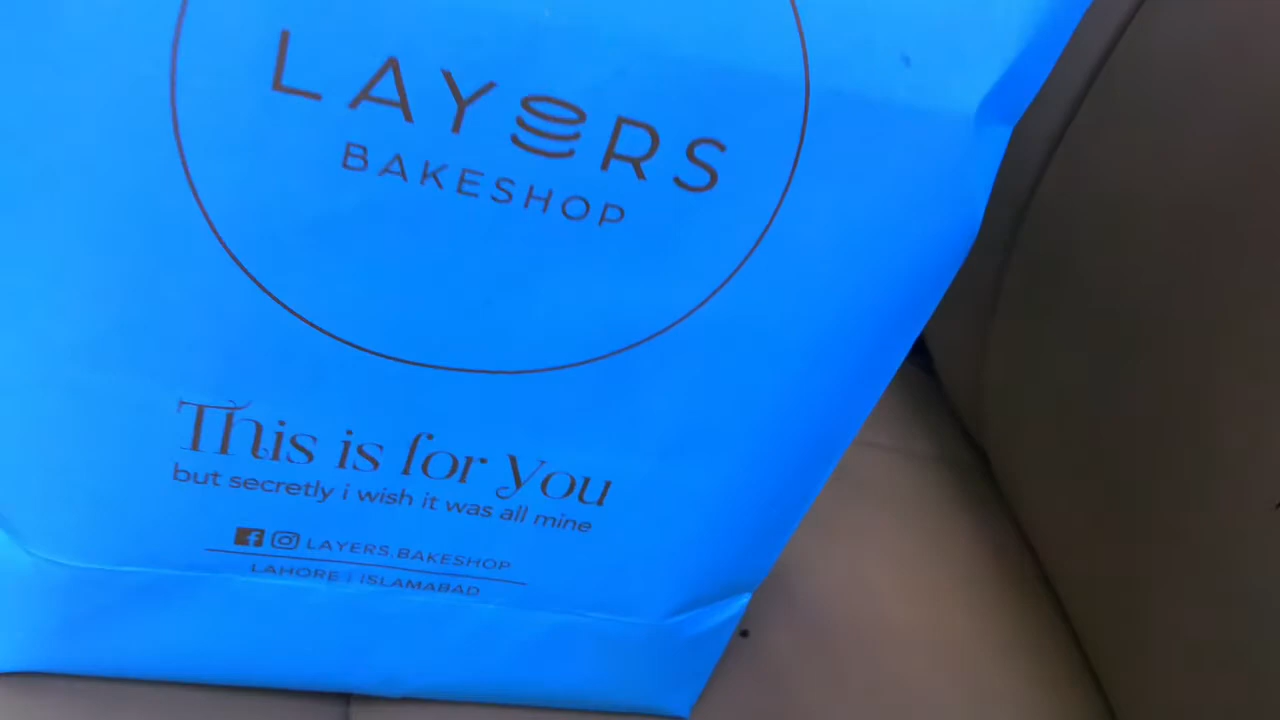 LAYERS
BAKESHOP
This is for you
but secretly i wish it was all mine
LAYERS.BAKESHOP
LAHORE | ISLAMABAD